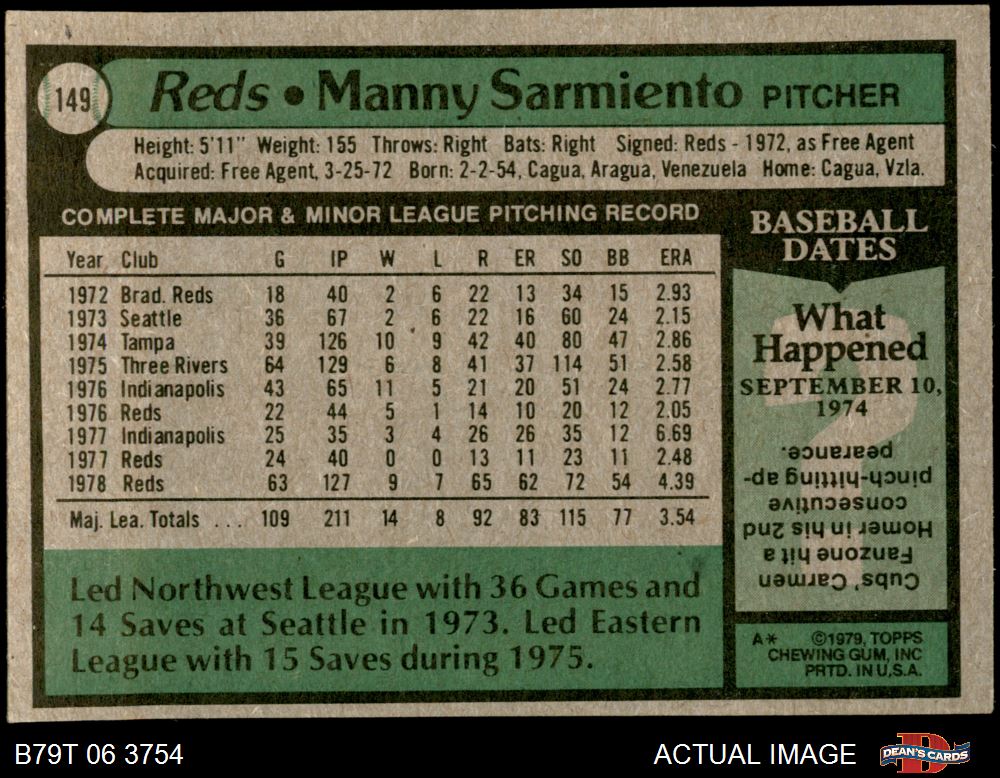 149
Reds • Manny Sarmiento PITCHER
Height: 5'11" Weight: 155 Throws: Right Bats: Right Signed: Reds - 1972, as Free Agent
Acquired: Free Agent, 3-25-72 Born: 2-2-54, Cagua, Aragua, Venezuela Home: Cagua, Vzla.
COMPLETE MAJOR & MINOR LEAGUE PITCHING RECORD
Year Club G IP W L R ER SO BB ERA
1972 Brad. Reds 18 40 2 6 22 13 34 15 2.93
1973 Seattle 36 67 2 6 22 16 60 24 2.15
1974 Tampa 39 126 10 9 42 40 80 47 2.86
1975 Three Rivers 64 129 6 8 41 37 114 51 2.58
1976 Indianapolis 43 65 11 5 21 20 51 24 2.77
1976 Reds 22 44 5 1 14 10 20 12 2.05
1977 Indianapolis 25 35 3 4 26 26 35 12 6.69
1977 Reds 24 40 0 0 13 11 23 11 2.48
1978 Reds 63 127 9 7 65 62 72 54 4.39
Maj. Lea. Totals ... 109 211 14 8 92 83 115 77 3.54
Led Northwest League with 36 Games and
14 Saves at Seattle in 1973. Led Eastern
League with 15 Saves during 1975.
BASEBALL
DATES
What
Happened
SEPTEMBER 10,
1974
Cubs' Carmen
Fanzone hit a
Homer in his 2nd
consecutive
pinch-hitting ap-
pearance.
A* ©1979, TOPPS
CHEWING GUM, INC
PRTD. IN U.S.A.
B79T 06 3754
ACTUAL IMAGE
DEAN'S CARDS